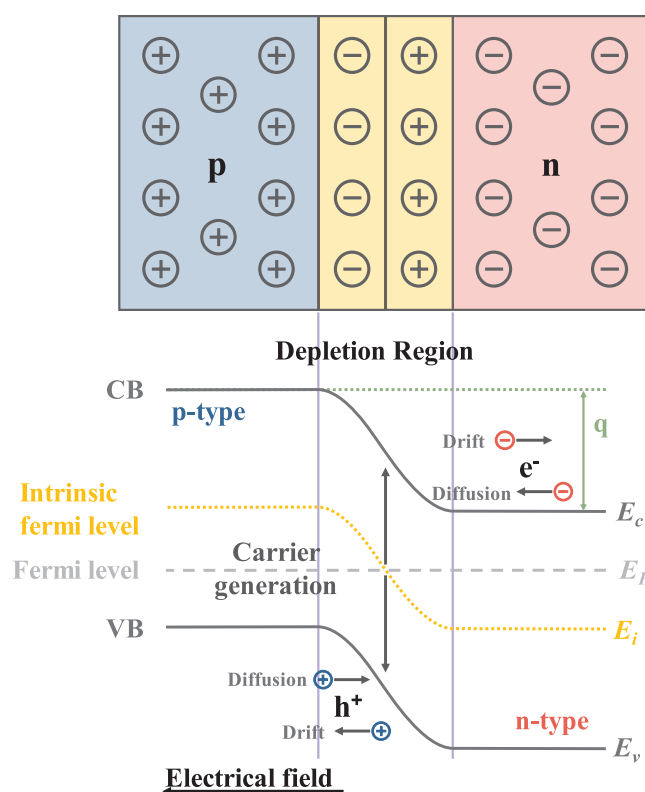 p
n
Depletion Region
CB
p-type
q
Drift
e-
Diffusion
Intrinsic
fermi level
Ec
Carrier
generation
Fermi level
VB
Ei
Diffusion
h+
Drift
n-type
Ev
Electrical field